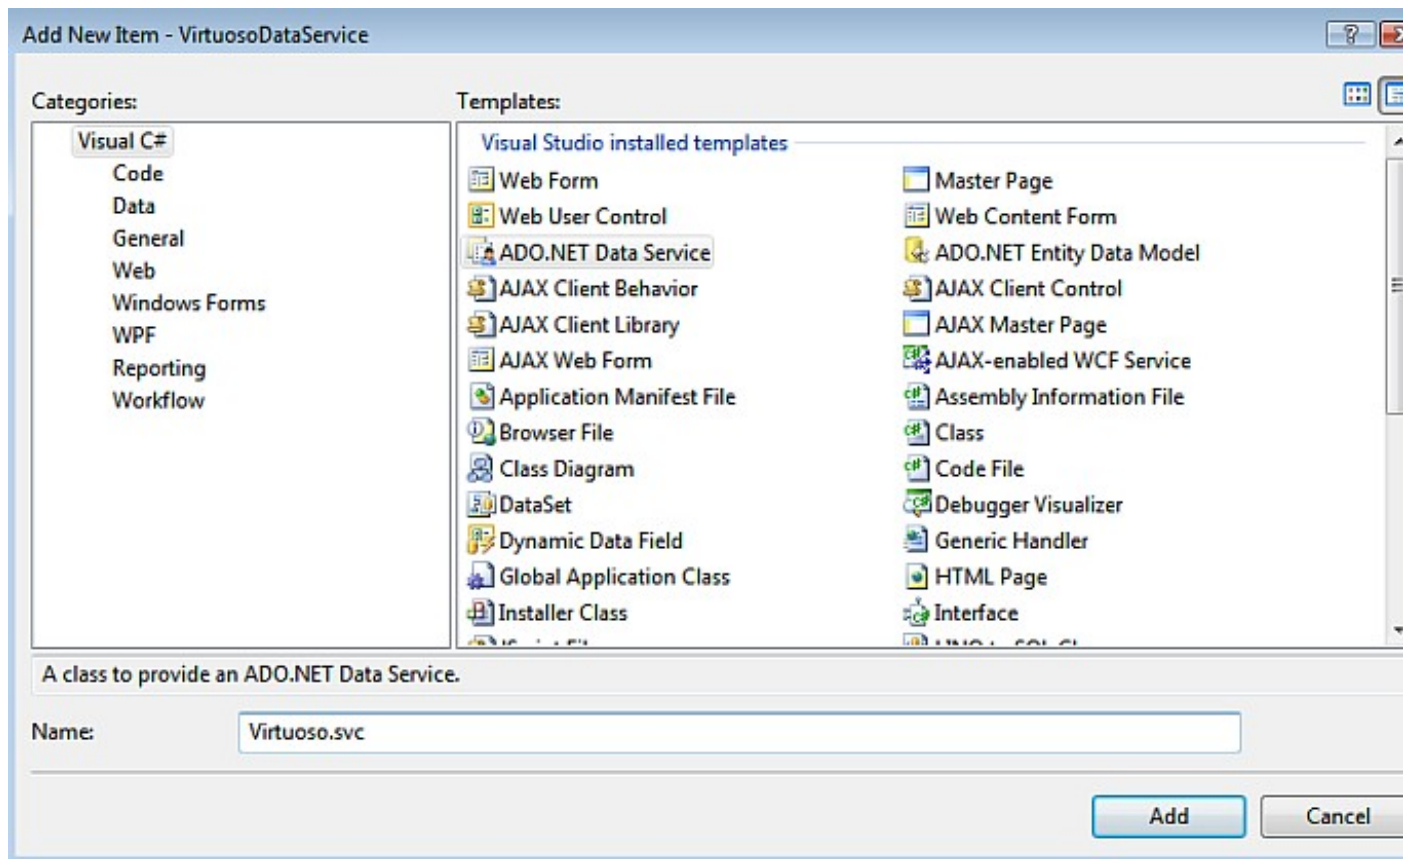 Add New Item - VirtuosoDataService
Categories:
Templates:
Visual C#
Code
Data
General
Web
Windows Forms
WPF
Reporting
Workflow
Visual Studio installed templates
Web Form
Master Page
Web User Control
Web Content Form
ADO.NET Data Service
ADO.NET Entity Data Model
AJAX Client Behavior
AJAX Client Control
AJAX Client Library
AJAX Master Page
AJAX Web Form
AJAX-enabled WCF Service
Application Manifest File
Assembly Information File
Browser File
Class
Class Diagram
Code File
DataSet
Debugger Visualizer
Dynamic Data Field
Generic Handler
Global Application Class
HTML Page
Installer Class
Interface
A class to provide an ADO.NET Data Service.
Name:
Virtuoso.svc
Add
Cancel